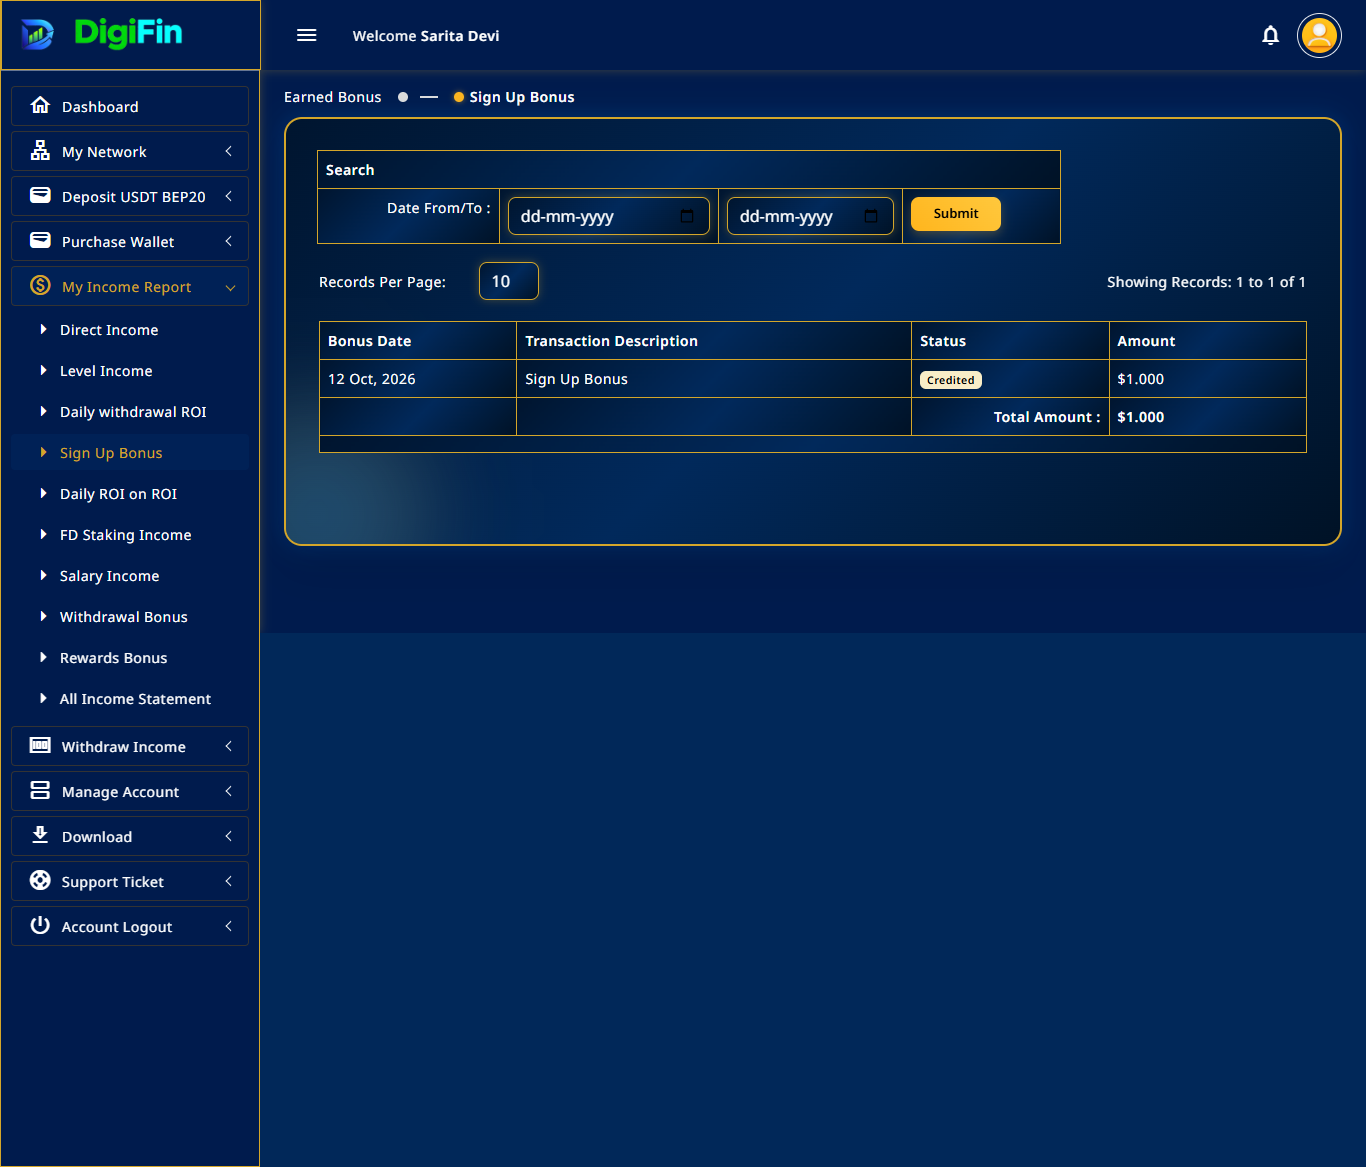 DigiFin
Welcome Sarita Devi
Dashboard
My Network
Deposit USDT BEP20
Purchase Wallet
My Income Report
Direct Income
Level Income
Daily withdrawal ROI
Sign Up Bonus
Daily ROI on ROI
FD Staking Income
Salary Income
Withdrawal Bonus
Rewards Bonus
All Income Statement
Withdraw Income
Manage Account
Download
Support Ticket
Account Logout
Earned Bonus — Sign Up Bonus
Search
Date From/To : dd-mm-yyyy dd-mm-yyyy Submit
Records Per Page: 10 Showing Records: 1 to 1 of 1
Bonus Date Transaction Description Status Amount
12 Oct, 2026 Sign Up Bonus Credited $1.000
Total Amount : $1.000